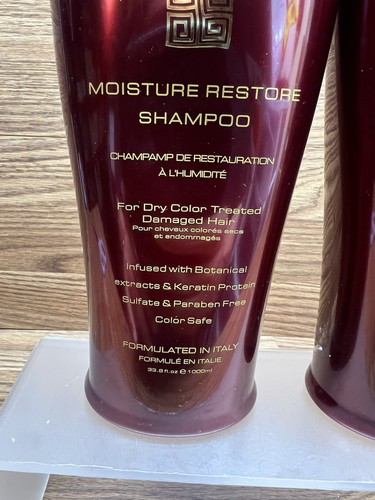 MOISTURE RESTORE
SHAMPOO
CHAMPAMP DE RESTAURATION
À L'HUMIDITÉ
For Dry Color Treated
Damaged Hair
Pour cheveux colorés secs
et endommagés
Infused with Botanical
extracts & Keratin Protein
Sulfate & Paraben Free
Color Safe
FORMULATED IN ITALY
FORMULÉ EN ITALIE
33.8 fl.oz ℮ 1000ml